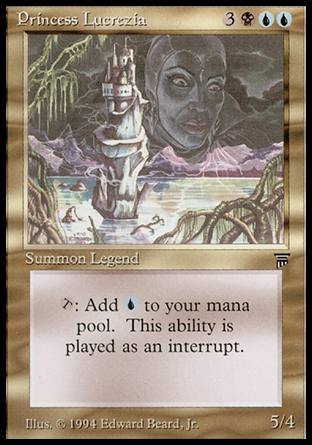 Princess Lucrezia 3
Summon Legend
: Add to your mana
pool. This ability is
played as an interrupt.
Illus. © 1994 Edward Beard, Jr. 5/4